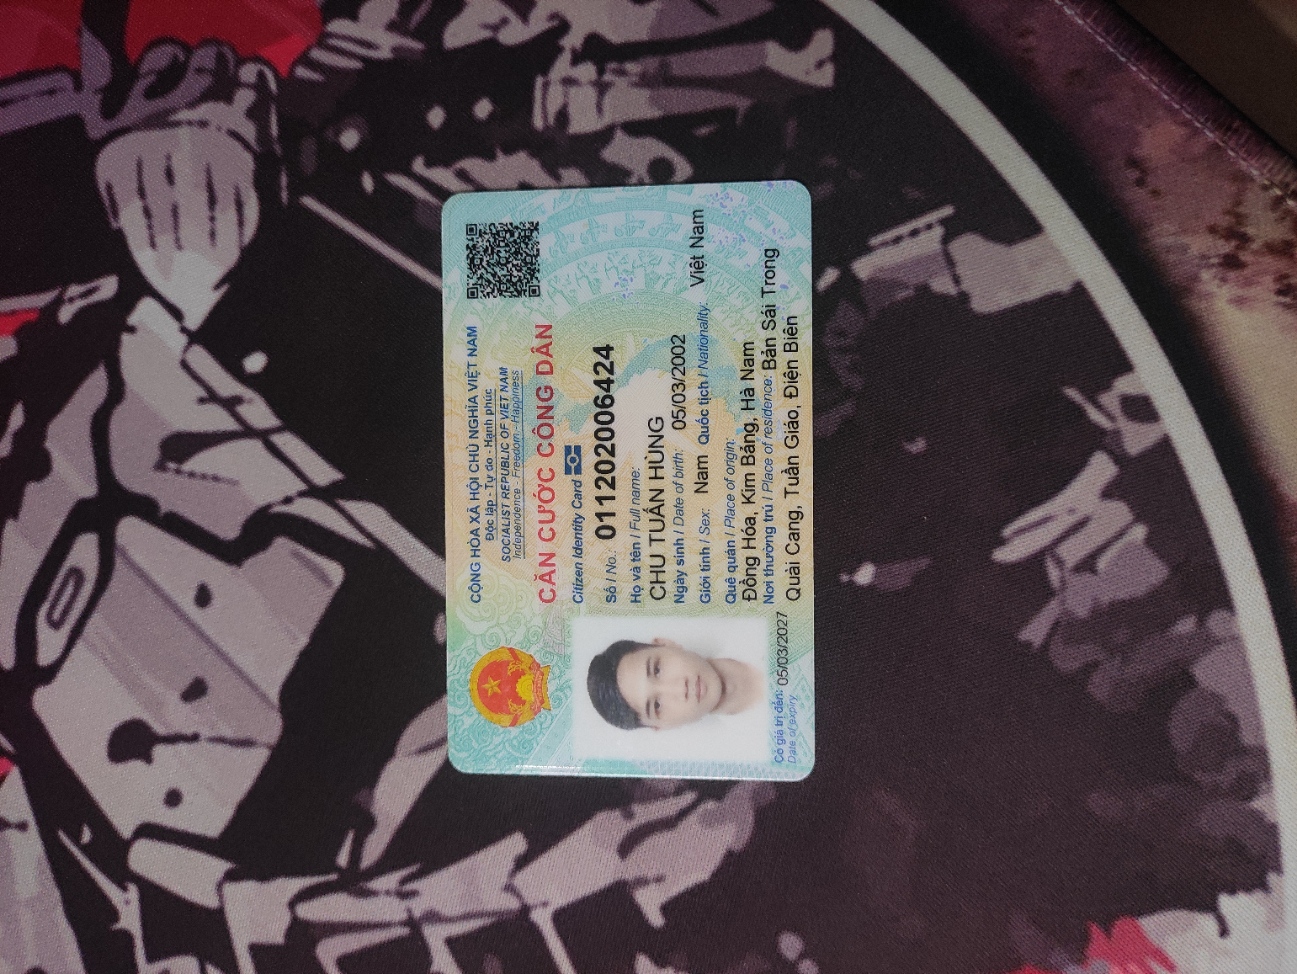 CỘNG HÒA XÃ HỘI CHỦ NGHĨA VIỆT NAM
Độc lập - Tự do - Hạnh phúc
SOCIALIST REPUBLIC OF VIET NAM
Independence - Freedom - Happiness
CĂN CƯỚC CÔNG DÂN
Citizen Identity Card
Số / No.: 011202006424
Họ và tên / Full name:
CHU TUẤN HÙNG
Ngày sinh / Date of birth: 05/03/2002
Giới tính / Sex: Nam Quốc tịch / Nationality: Việt Nam
Quê quán / Place of origin:
Đồng Hóa, Kim Bảng, Hà Nam
Nơi thường trú / Place of residence: Bản Sái Trong
Quài Cang, Tuần Giáo, Điện Biên
Có giá trị đến: 05/03/2027
Date of expiry